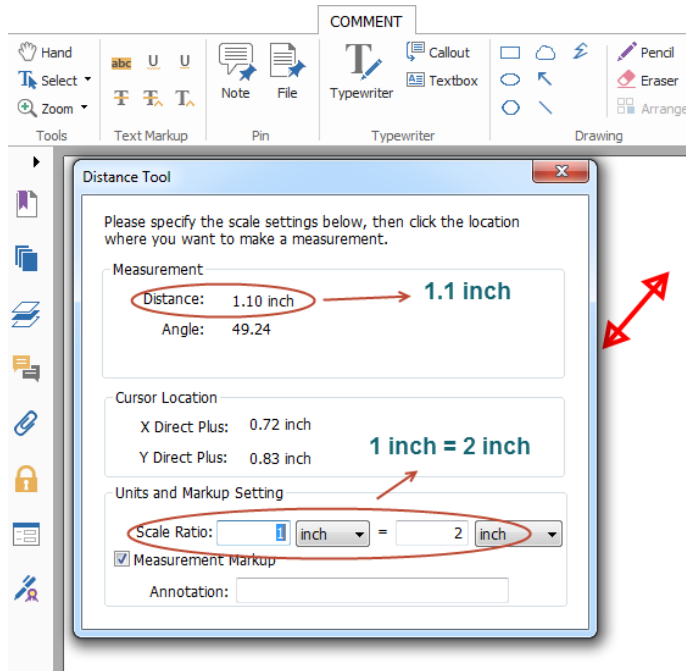 COMMENT
Hand
Select
Zoom
Tools
abc U U
T T T
Text Markup
Note
File
Pin
Typewriter
Callout
Textbox
Typewriter
Pencil
Eraser
Arrange
Drawing
Distance Tool
Please specify the scale settings below, then click the location
where you want to make a measurement.
Measurement
Distance: 1.10 inch
1.1 inch
Angle: 49.24
Cursor Location
X Direct Plus: 0.72 inch
Y Direct Plus: 0.83 inch
1 inch = 2 inch
Units and Markup Setting
Scale Ratio: 1 inch = 2 inch
Measurement Markup
Annotation: